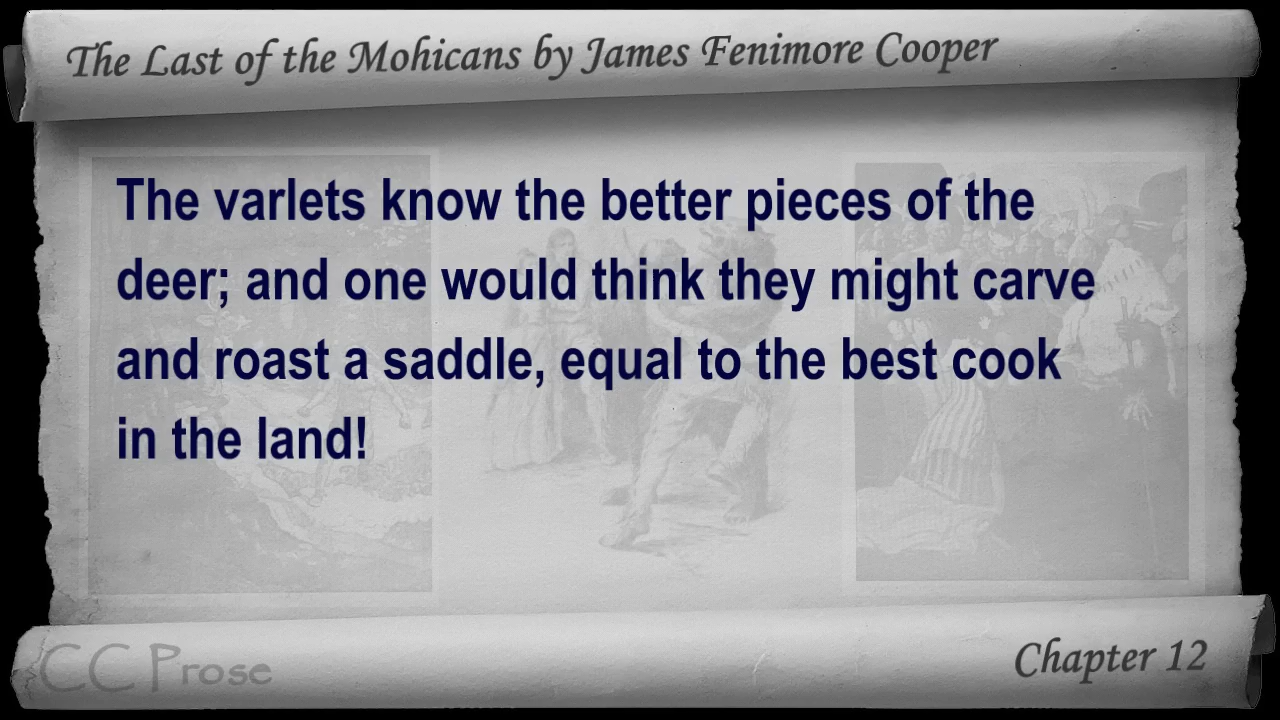 The Last of the Mohicans by James Fenimore Cooper
The varlets know the better pieces of the
deer; and one would think they might carve
and roast a saddle, equal to the best cook
in the land!
CC Prose
Chapter 12